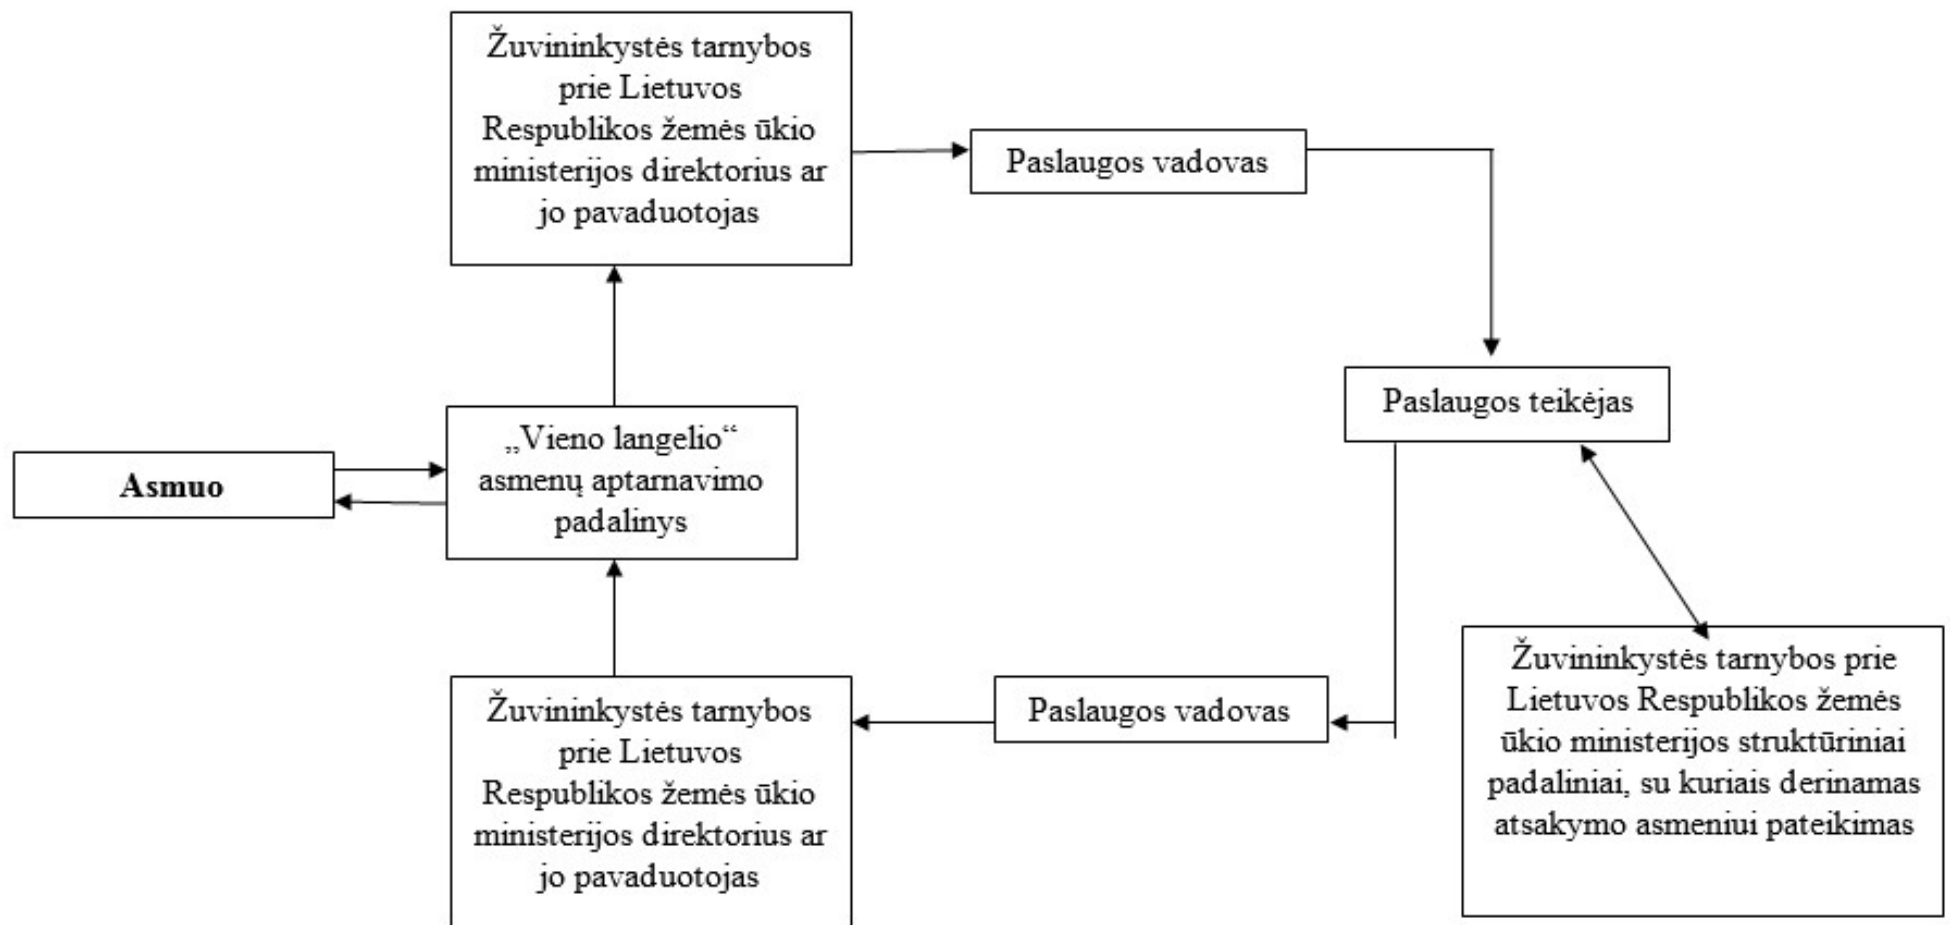 Žuvininkystės tarnybos
prie Lietuvos
Respublikos žemės ūkio
ministerijos direktorius ar
jo pavaduotojas
Paslaugos vadovas
Paslaugos teikėjas
„Vieno langelio“
asmenų aptarnavimo
padalinys
Asmuo
Žuvininkystės tarnybos prie
Lietuvos Respublikos žemės
ūkio ministerijos struktūriniai
padaliniai, su kuriais derinamas
atsakymo asmeniui pateikimas
Paslaugos vadovas
Žuvininkystės tarnybos
prie Lietuvos
Respublikos žemės ūkio
ministerijos direktorius ar
jo pavaduotojas